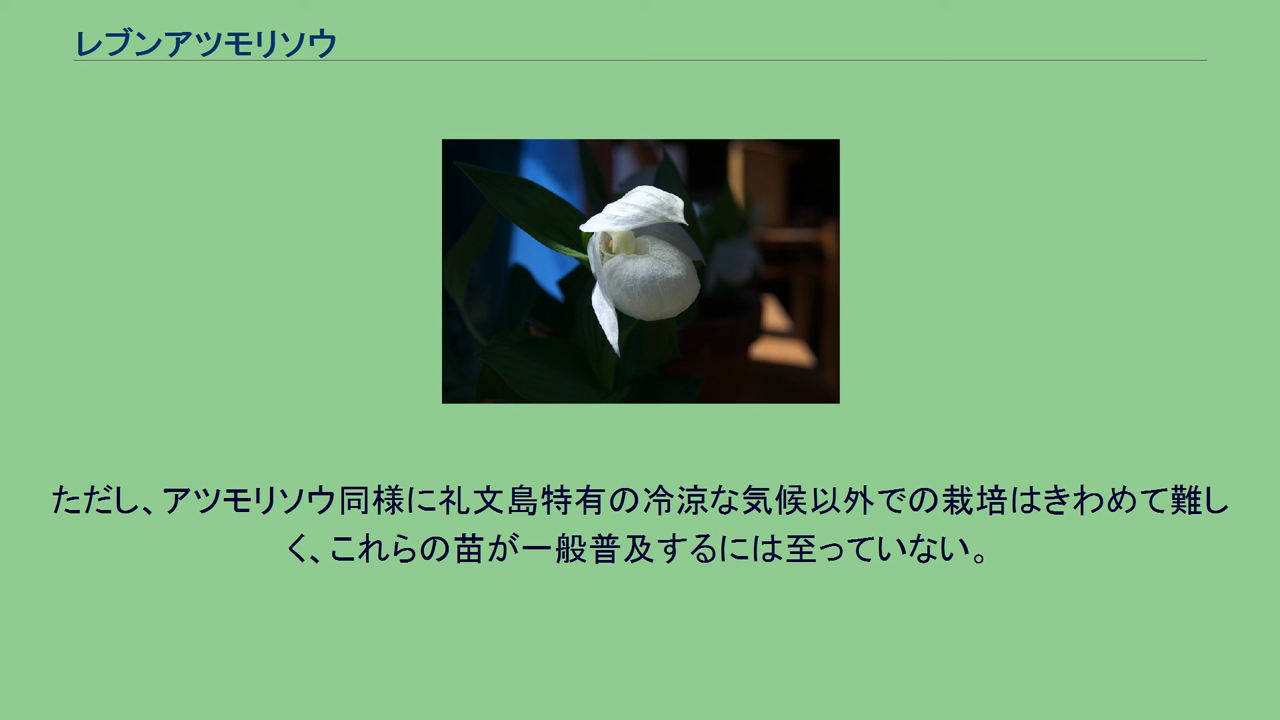 レブンアツモリソウ
ただし、アツモリソウ同様に礼文島特有の冷涼な気候以外での栽培はきわめて難し
く、これらの苗が一般普及するには至っていない。